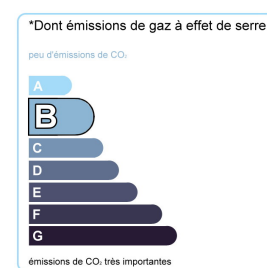 *Dont émissions de gaz à effet de serre
peu d'émissions de CO₂
A
B
C
D
E
F
G
émissions de CO₂ très importantes